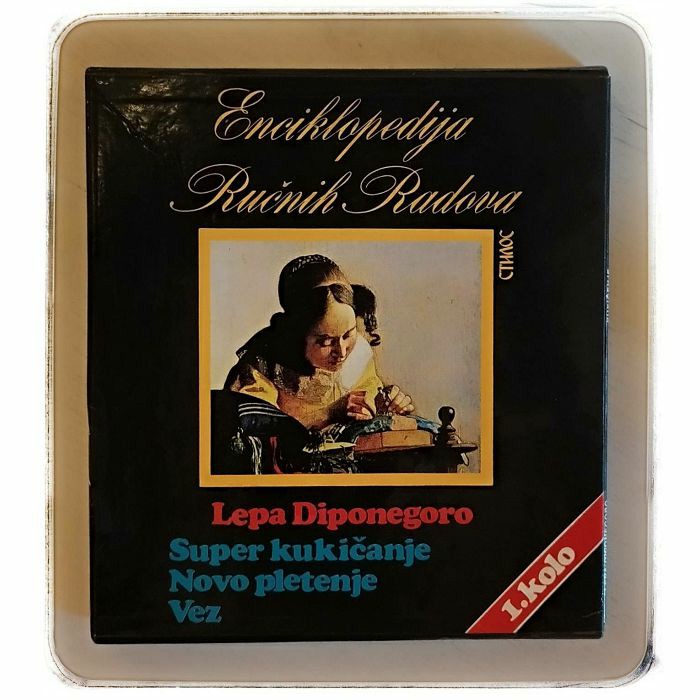 Enciklopedija
Ručnih Radova
СТИЛОС
Lepa Diponegoro
Super kukičanje
Novo pletenje
Vez
1. kolo